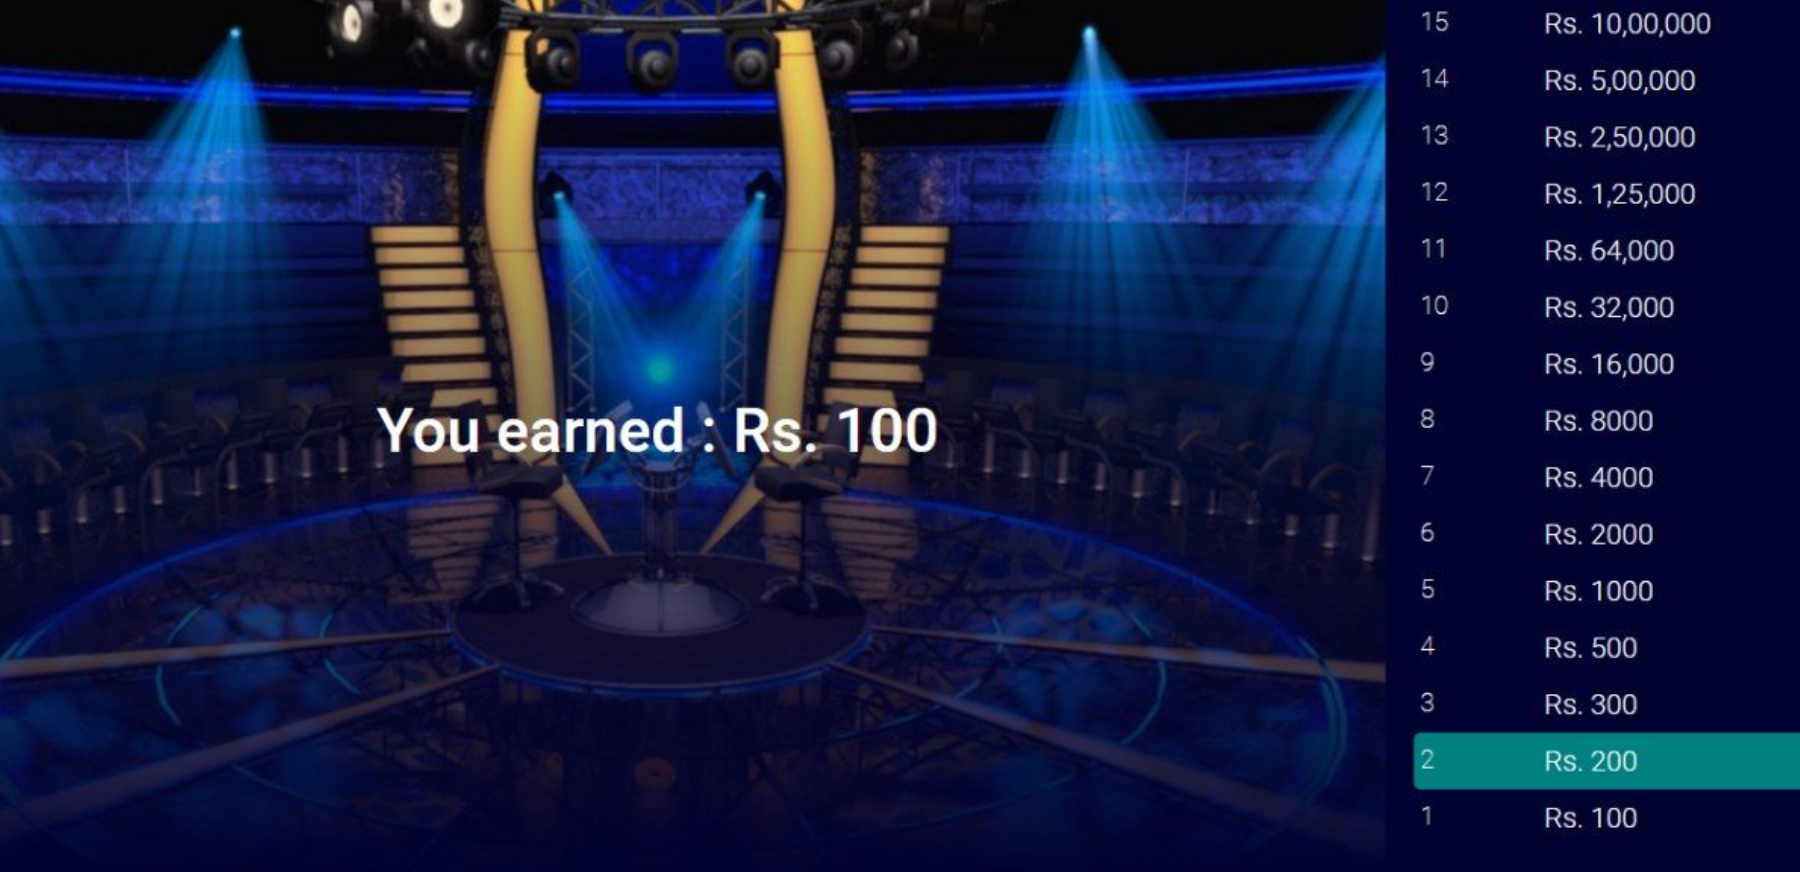 You earned : Rs. 100
15 Rs. 10,00,000
14 Rs. 5,00,000
13 Rs. 2,50,000
12 Rs. 1,25,000
11 Rs. 64,000
10 Rs. 32,000
9 Rs. 16,000
8 Rs. 8000
7 Rs. 4000
6 Rs. 2000
5 Rs. 1000
4 Rs. 500
3 Rs. 300
2 Rs. 200
1 Rs. 100